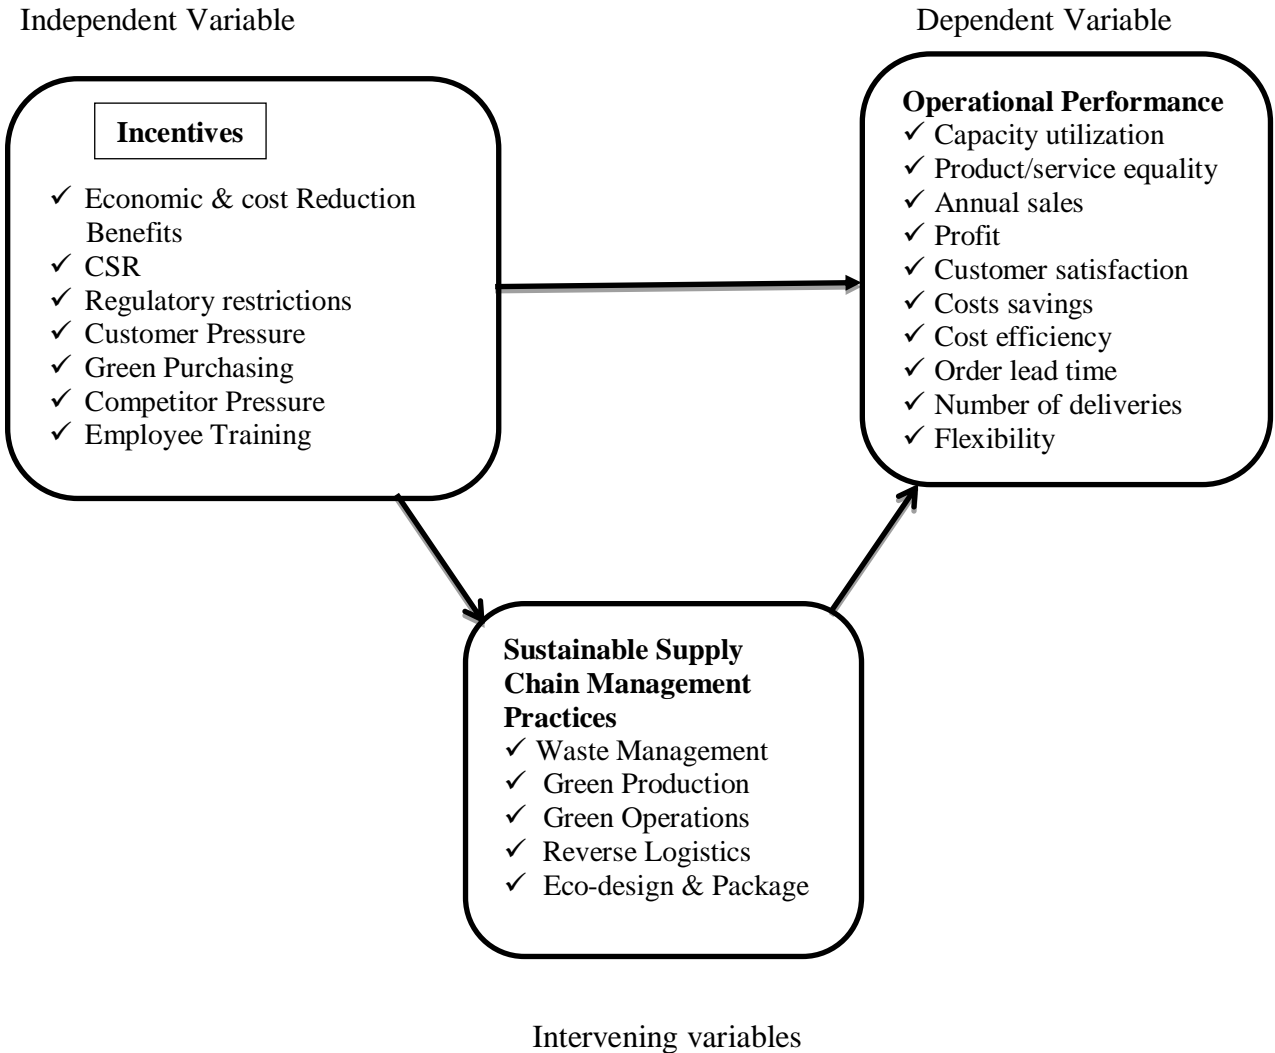 Independent Variable
Dependent Variable
Incentives
✓ Economic & cost Reduction
Benefits
✓ CSR
✓ Regulatory restrictions
✓ Customer Pressure
✓ Green Purchasing
✓ Competitor Pressure
✓ Employee Training
Operational Performance
✓ Capacity utilization
✓ Product/service equality
✓ Annual sales
✓ Profit
✓ Customer satisfaction
✓ Costs savings
✓ Cost efficiency
✓ Order lead time
✓ Number of deliveries
✓ Flexibility
Sustainable Supply
Chain Management
Practices
✓ Waste Management
✓ Green Production
✓ Green Operations
✓ Reverse Logistics
✓ Eco-design & Package
Intervening variables